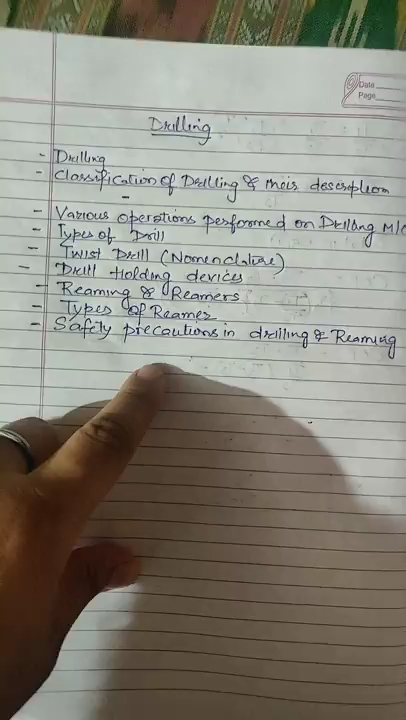 Date
Page
Drilling
- Drilling
- Classification of Drilling & their description
- Various operations performed on Drilling M/c
- Types of Drill
- Twist Drill (Nomenclature)
- Drill Holding devices
- Reaming & Reamers
- Types of Reamer
- Safety precautions in drilling & Reaming